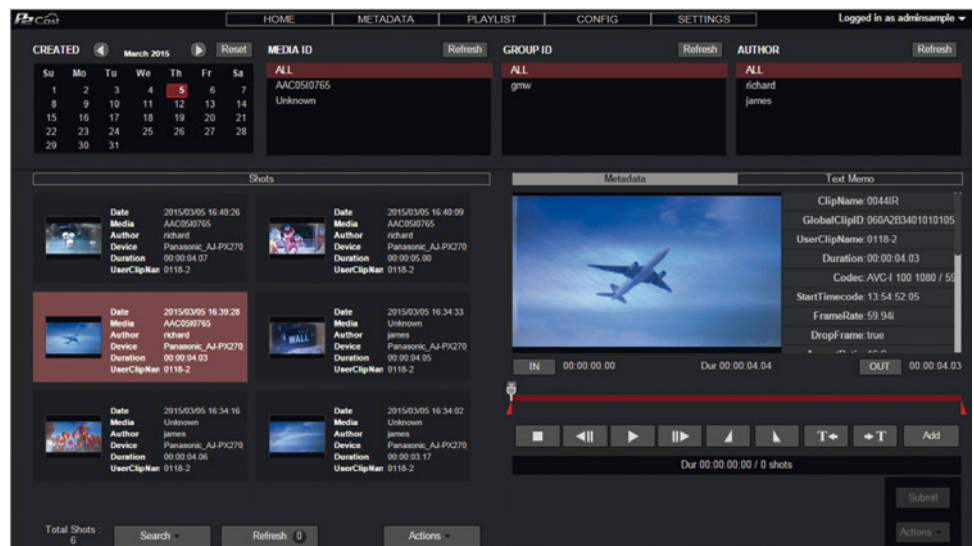 P2 Cast
HOME METADATA PLAYLIST CONFIG SETTINGS Logged in as adminsample
CREATED March 2015 Reset
Su Mo Tu We Th Fr Sa
1 2 3 4 5 6 7
8 9 10 11 12 13 14
15 16 17 18 19 20 21
22 23 24 25 26 27 28
29 30 31
MEDIA ID Refresh
ALL
AAC05I0765
Unknown
GROUP ID Refresh
ALL
gmw
AUTHOR Refresh
ALL
richard
james
Shots
Date 2015/03/05 16:40:26
Media AAC05I0765
Author richard
Device Panasonic_AJ-PX270
Duration 00:00:04.07
UserClipNar 0118-2
Date 2015/03/05 16:40:09
Media AAC05I0765
Author richard
Device Panasonic_AJ-PX270
Duration 00:00:05.00
UserClipNar 0118-2
Date 2015/03/05 16:39:28
Media AAC05I0765
Author richard
Device Panasonic_AJ-PX270
Duration 00:00:04.03
UserClipNar 0118-2
WALL
Date 2015/03/05 16:34:33
Media Unknown
Author james
Device Panasonic_AJ-PX270
Duration 00:00:04.05
UserClipNar 0118-2
Date 2015/03/05 16:34:16
Media Unknown
Author james
Device Panasonic_AJ-PX270
Duration 00:00:04.06
UserClipNar 0118-2
Date 2015/03/05 16:34:02
Media Unknown
Author james
Device Panasonic_AJ-PX270
Duration 00:00:03.17
UserClipNar 0118-2
Total Shots :
6
Search
Refresh 0
Actions
Metadata Text Memo
ClipName: 0044IR
GlobalClipID: 060A2B3401010105
UserClipName: 0118-2
Duration: 00:00:04.03
Codec: AVC-I 100 1080 / 59
StartTimecode: 13:54:52:05
FrameRate: 59.94i
DropFrame: true
IN 00:00:00.00 Dur 00:00:04.04 OUT 00:00:04.03
T T Add
Dur 00:00:00:00 / 0 shots
Submit
Actions